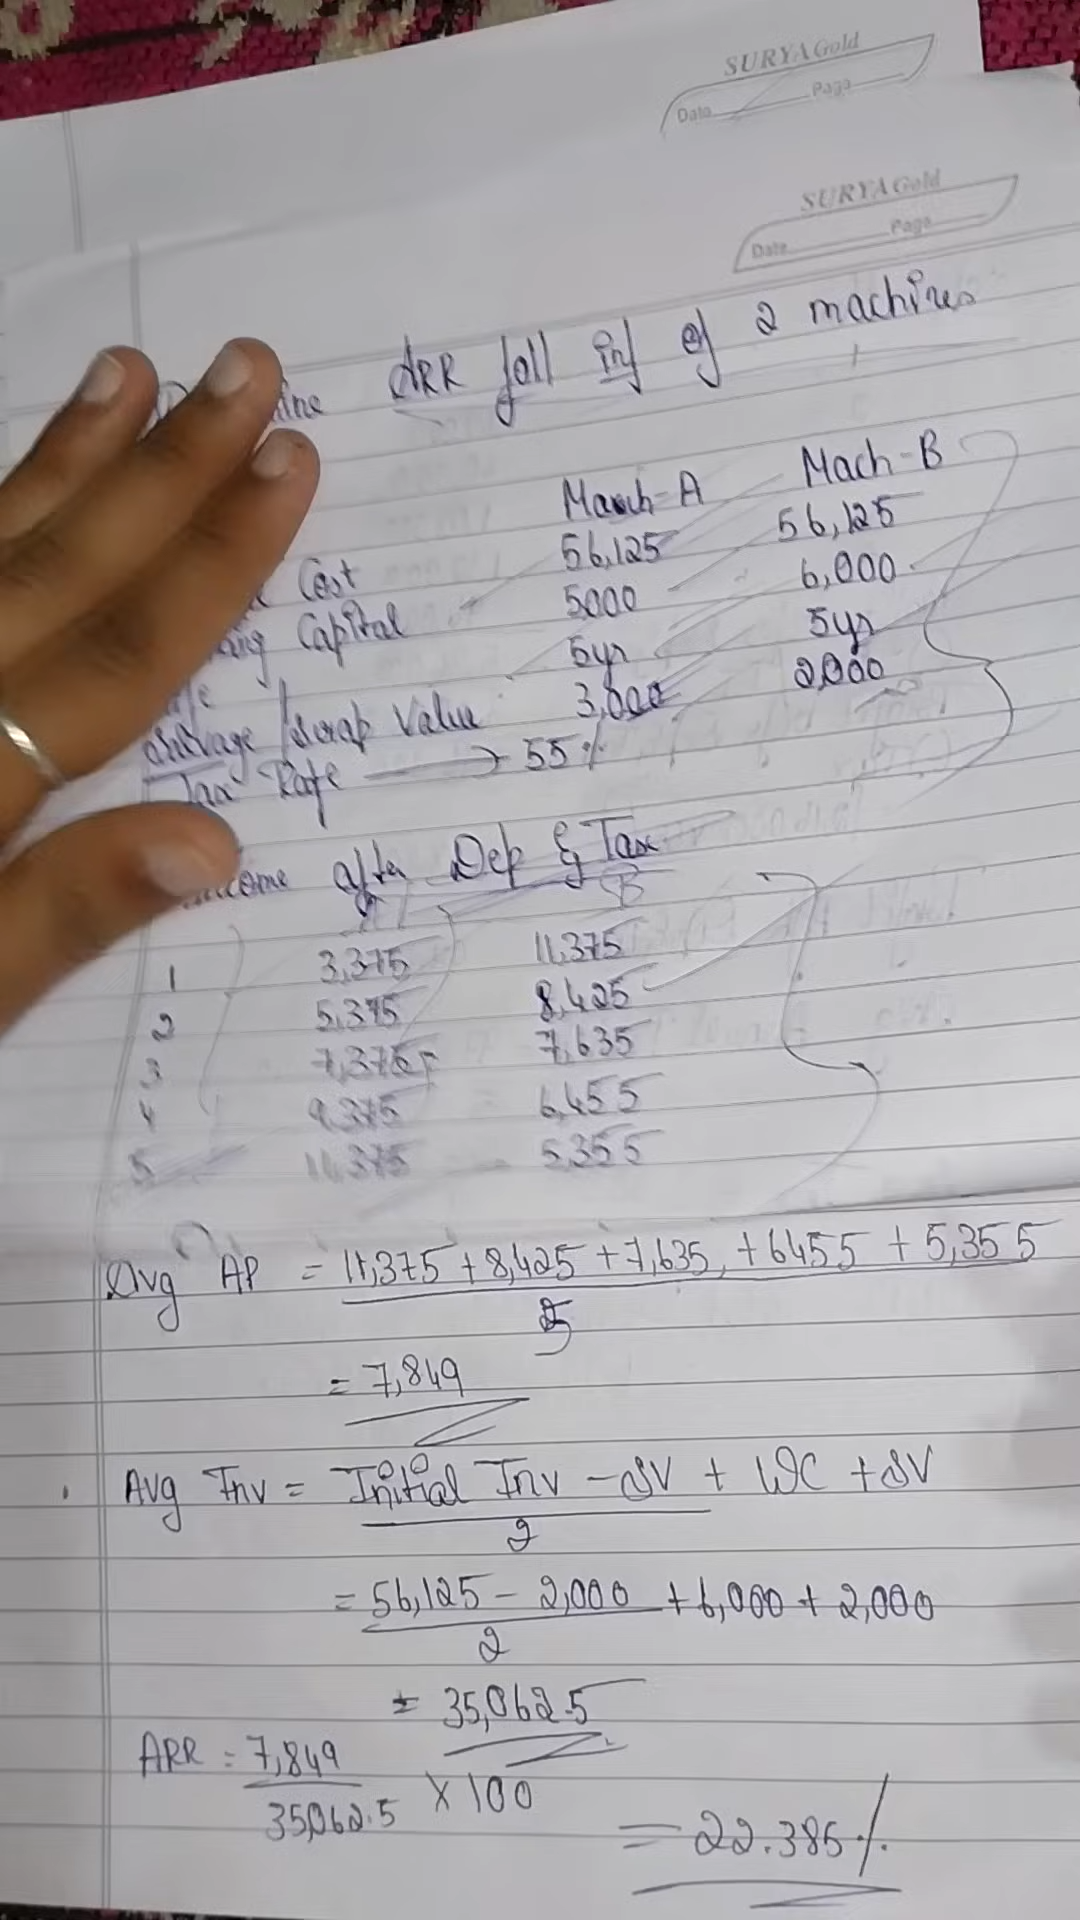 SURYA Gold
Date Page
SURYA Gold
Date Page
ine ARR foll inf of 2 machines
Mach-A Mach-B
Cost 56,125 56,125
Capital 5000 6,000
5yr 5yr
/scrap Value 3,000 2,000
Tax Rate → 55%
come after Dep & Tax
A B
1 3,375 11,375
2 5,375 8,425
3 7,375 7,635
4 9,375 6,455
5 11,375 5,355
Avg AP = 11,375 + 8,425 + 7,635 + 6455 + 5,355
5
= 7,849
Avg Inv = Initial Inv - SV + WC + SV
2
= 56,125 - 2,000 + 6,000 + 2,000
2
= 35,062.5
ARR = 7,849 × 100
35,062.5
= 22.385%